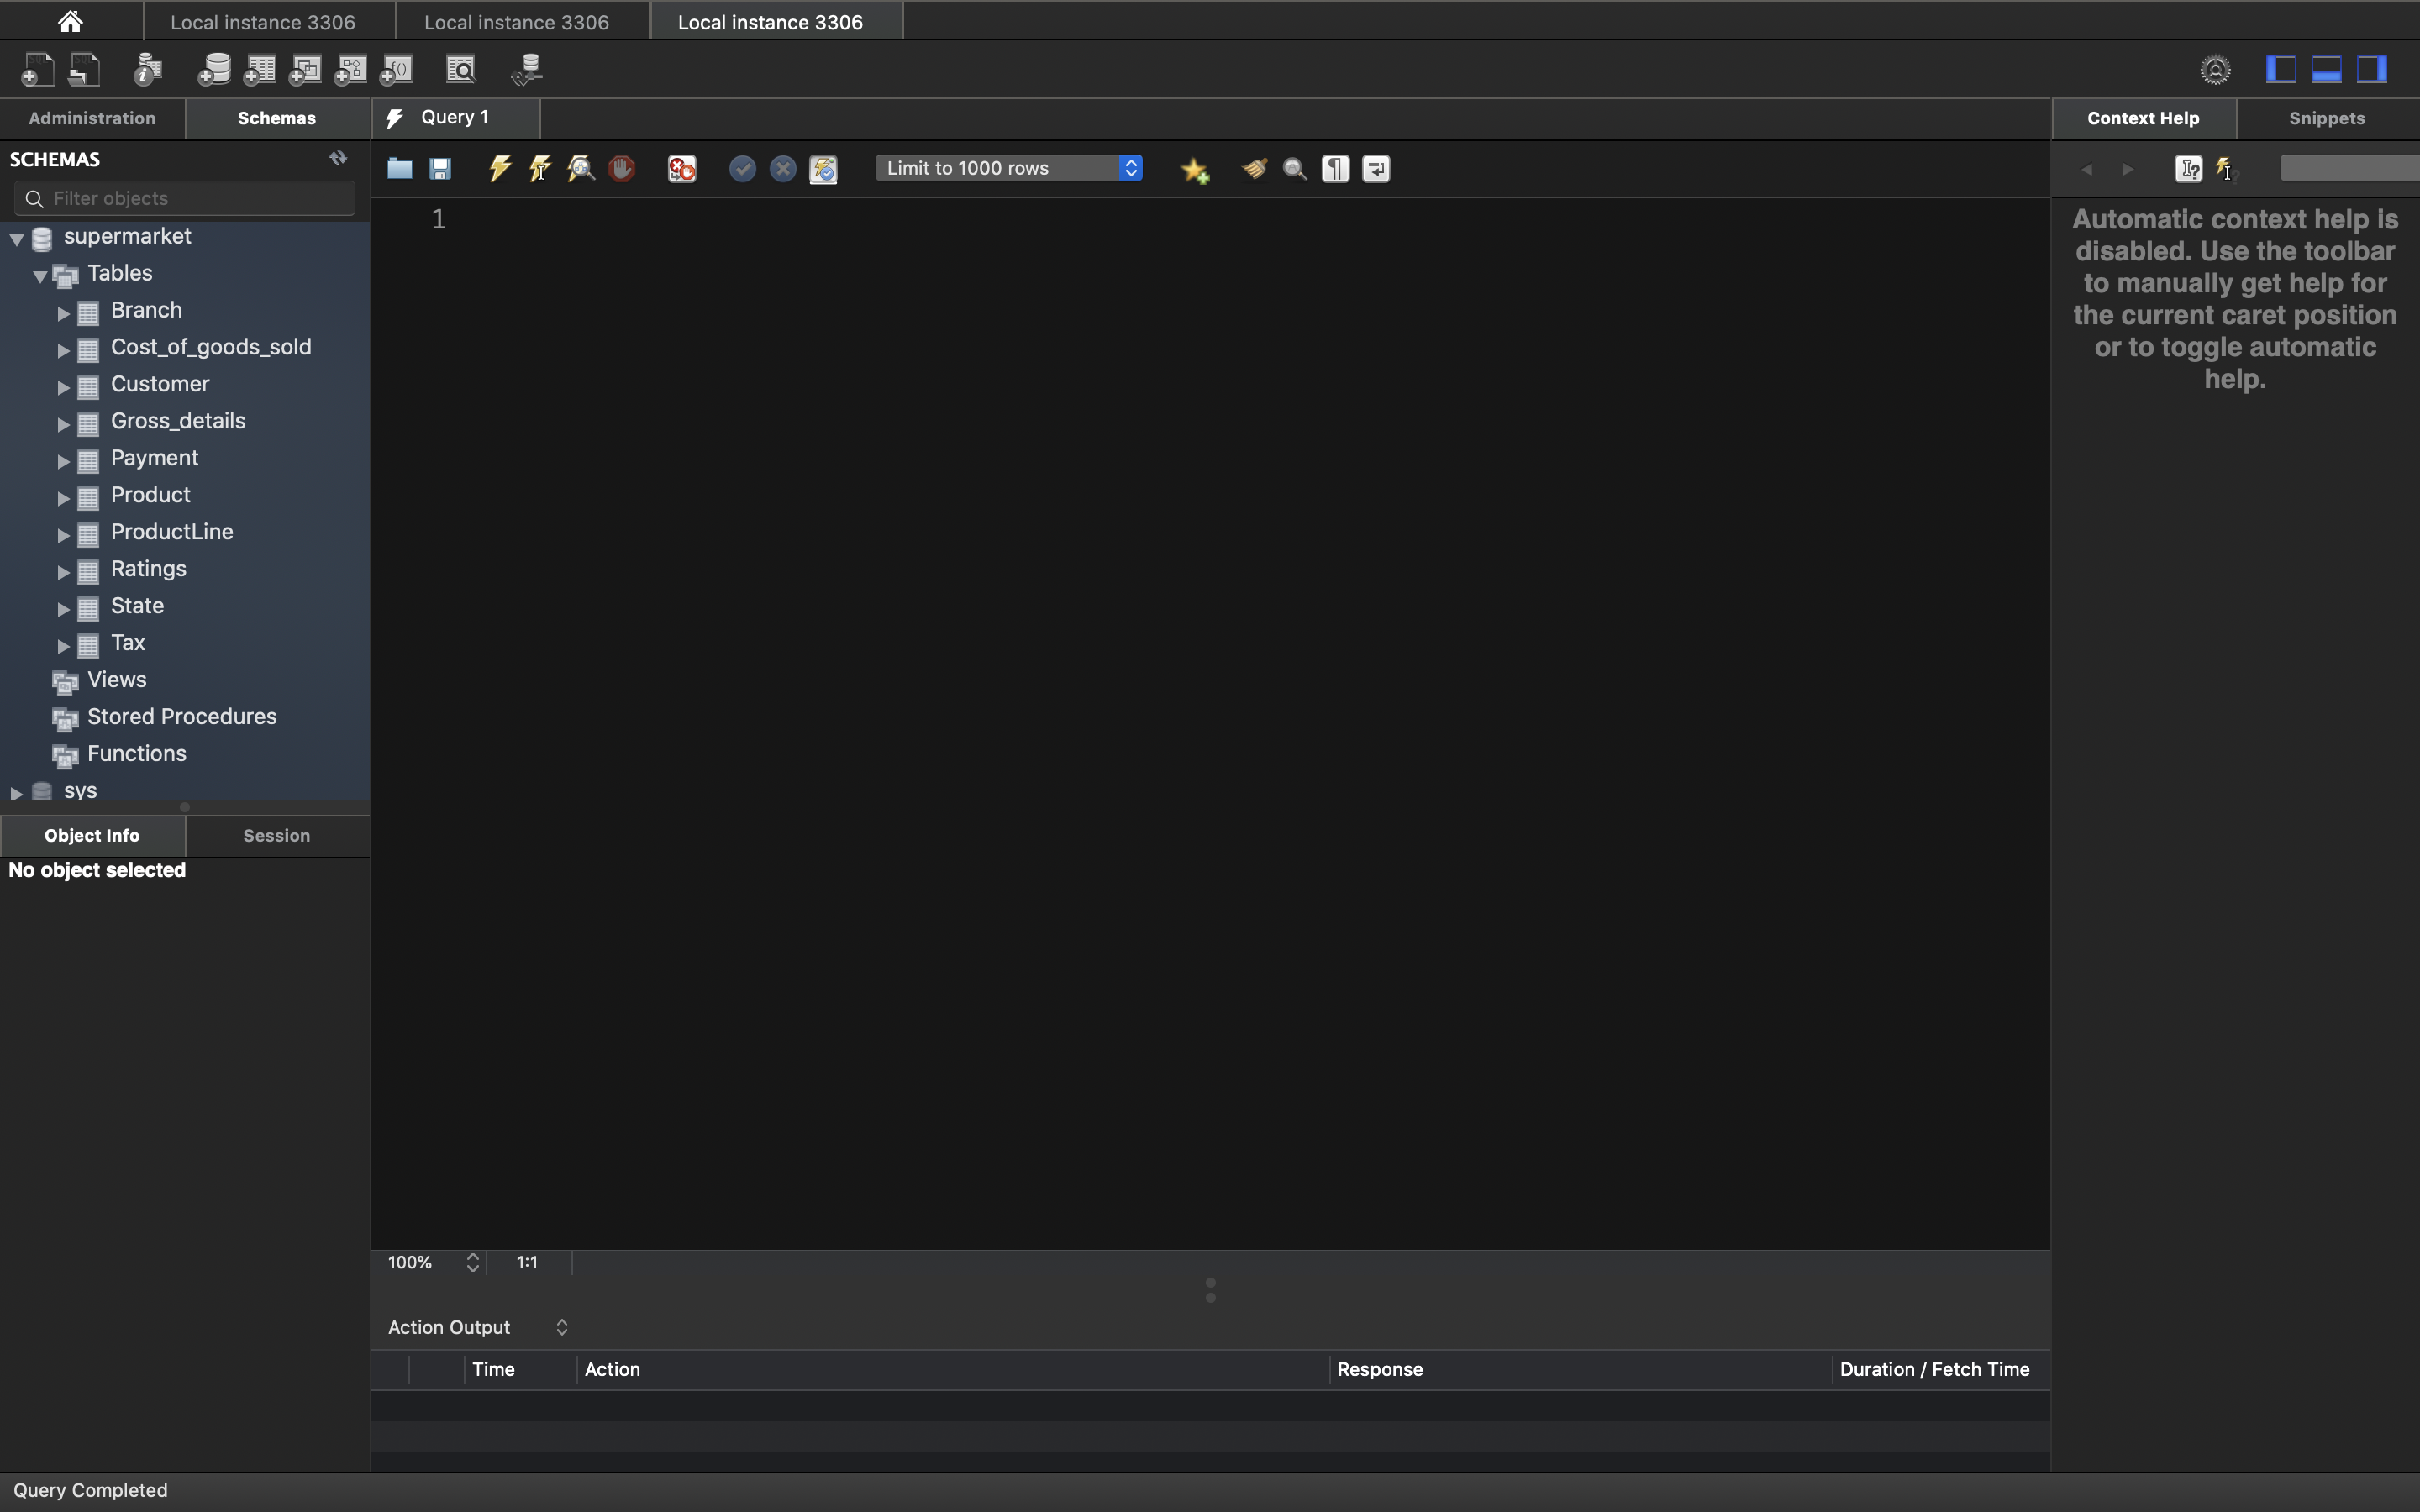 Local instance 3306
Local instance 3306
Local instance 3306
Administration
Schemas
Query 1
Context Help
Snippets
SCHEMAS
Limit to 1000 rows
Filter objects
1
supermarket
Tables
Branch
Cost_of_goods_sold
Customer
Gross_details
Payment
Product
ProductLine
Ratings
State
Tax
Views
Stored Procedures
Functions
sys
Automatic context help is
disabled. Use the toolbar
to manually get help for
the current caret position
or to toggle automatic
help.
Object Info
Session
No object selected
100%
1:1
Action Output
Time
Action
Response
Duration / Fetch Time
Query Completed